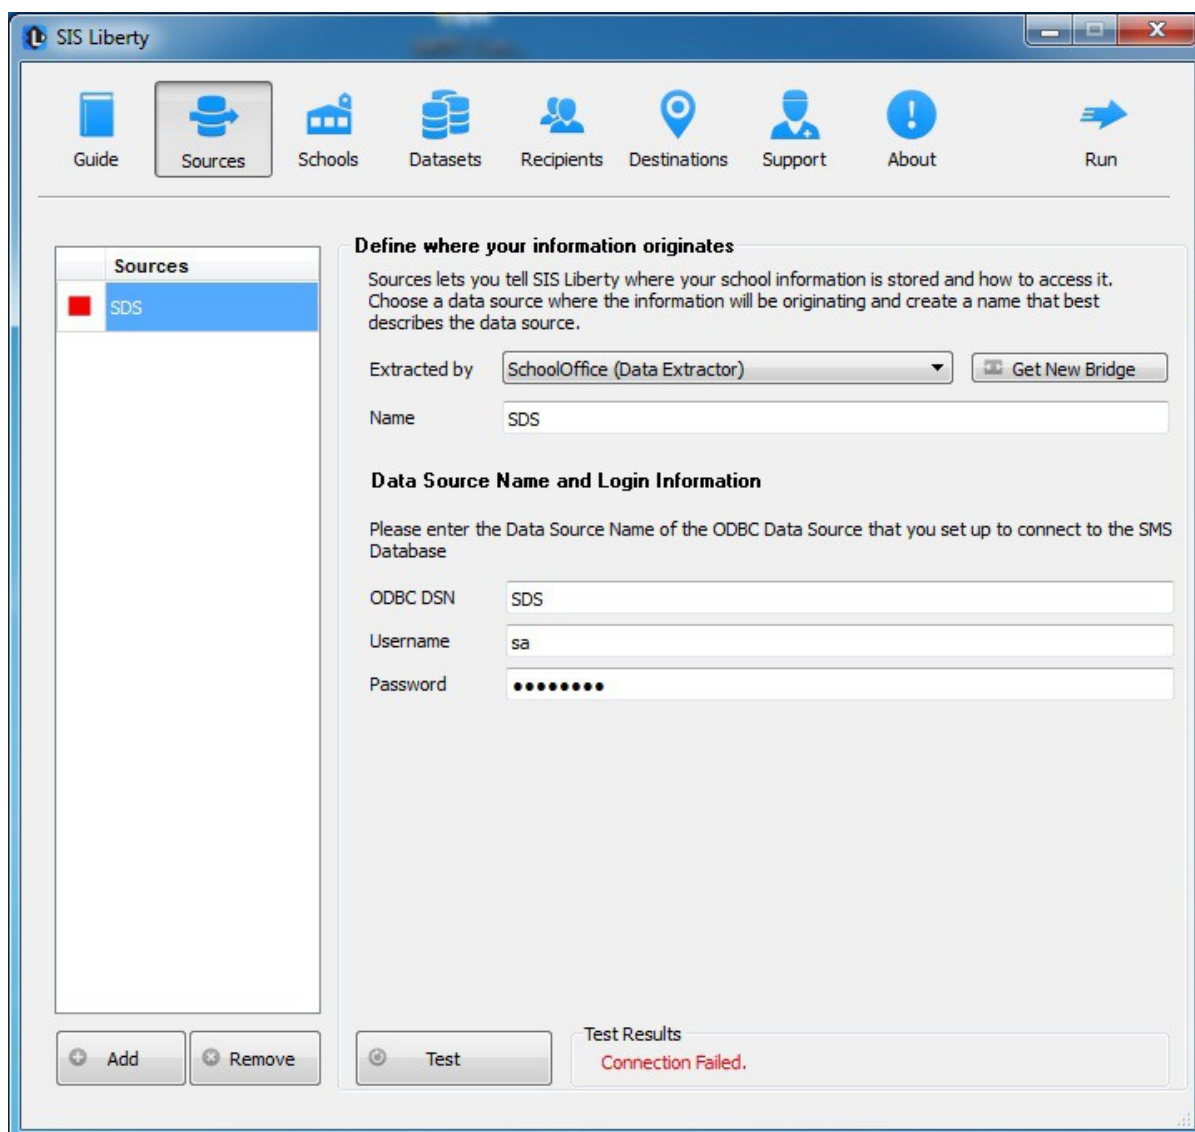 SIS Liberty
Guide
Sources
Schools
Datasets
Recipients
Destinations
Support
About
Run
Sources
SDS
Define where your information originates
Sources lets you tell SIS Liberty where your school information is stored and how to access it.
Choose a data source where the information will be originating and create a name that best
describes the data source.
Extracted by
SchoolOffice (Data Extractor)
Get New Bridge
Name
SDS
Data Source Name and Login Information
Please enter the Data Source Name of the ODBC Data Source that you set up to connect to the SMS
Database
ODBC DSN
SDS
Username
sa
Password
••••••••
Add
Remove
Test
Test Results
Connection Failed.